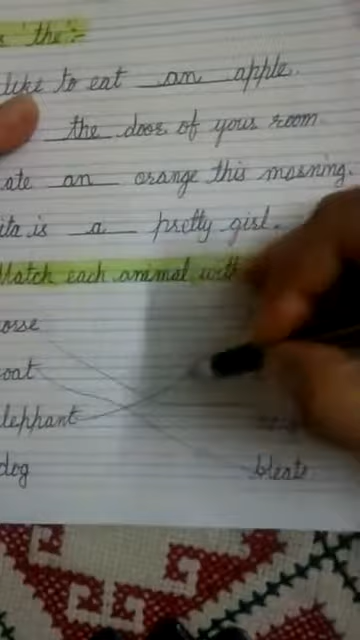 s 'the':-
like to eat an apple.
the door of your room
ate an orange this morning.
ita is a pretty girl.
Match each animal with
orse
oat
lephant
dog
bleats